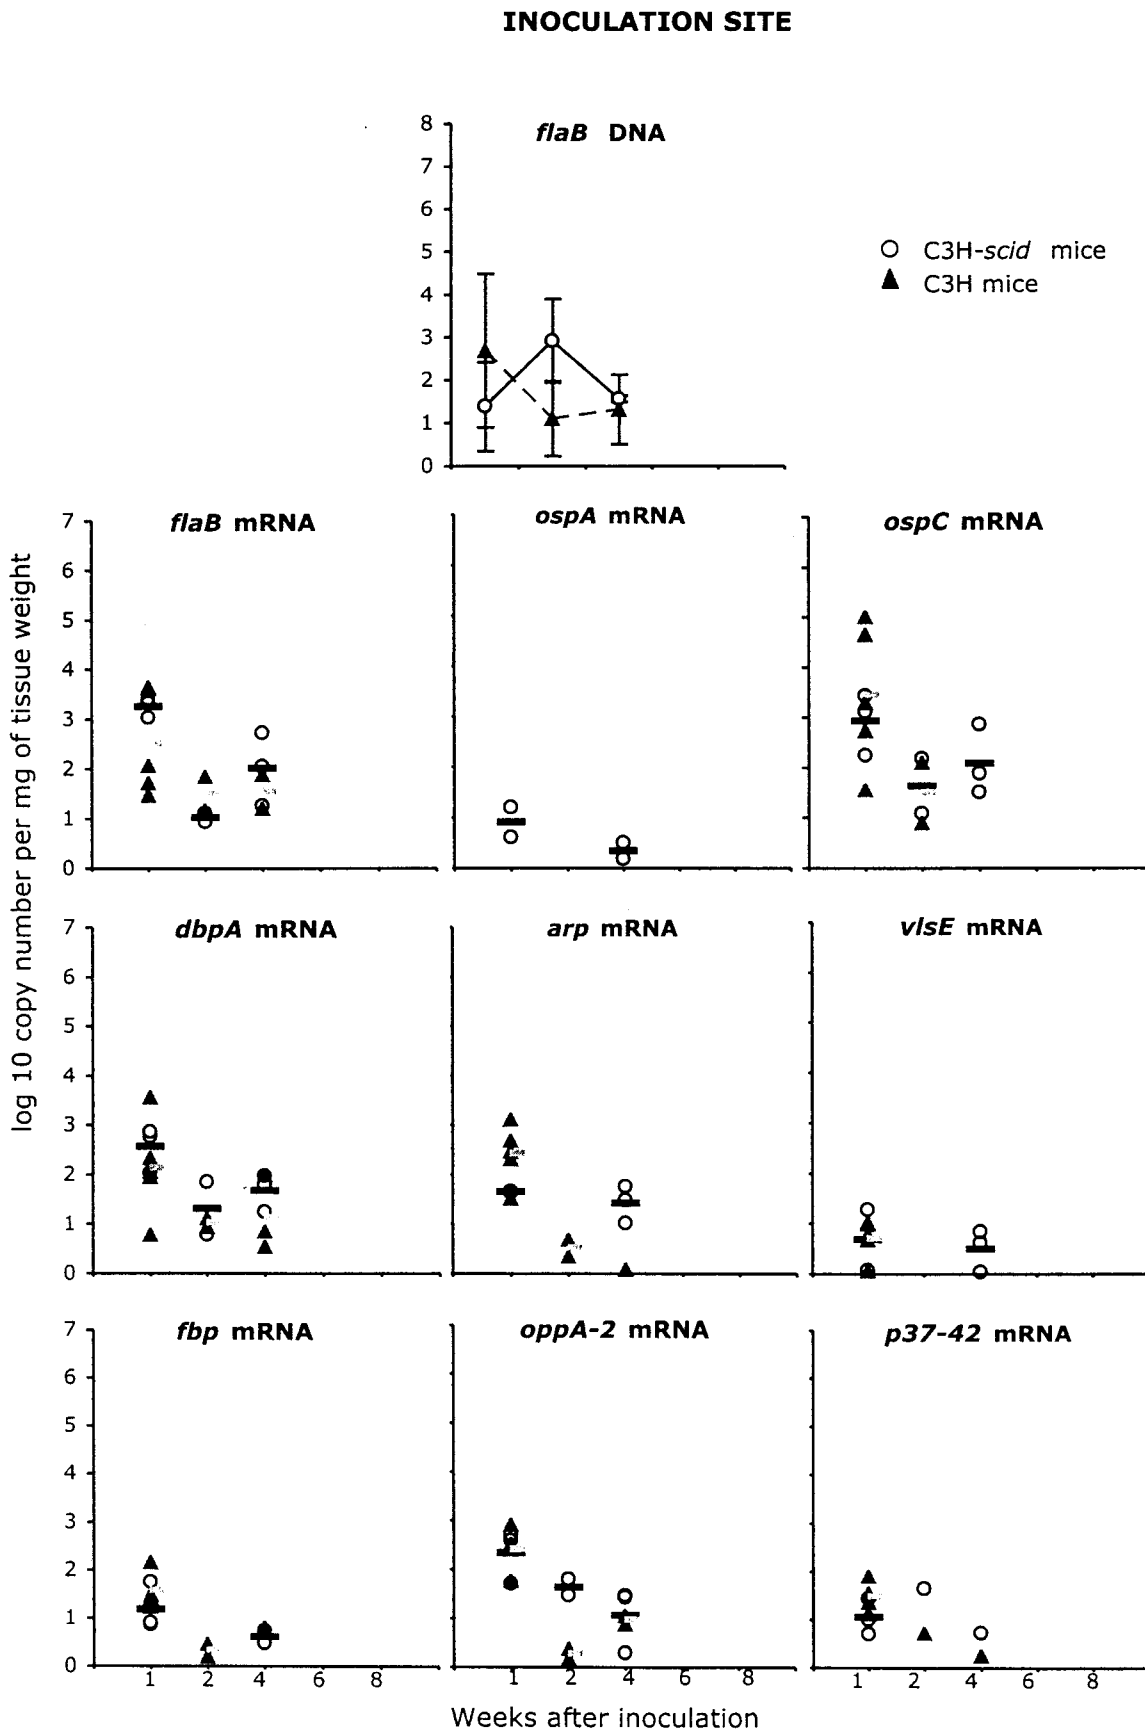 INOCULATION SITE
flaB DNA
8
7
6
5
4
3
2
1
0
C3H-scid mice
C3H mice
log 10 copy number per mg of tissue weight
flaB mRNA
ospA mRNA
ospC mRNA
7
6
5
4
3
2
1
0
dbpA mRNA
arp mRNA
vlsE mRNA
7
6
5
4
3
2
1
0
fbp mRNA
oppA-2 mRNA
p37-42 mRNA
7
6
5
4
3
2
1
0
1 2 4 6 8
1 2 4 6 8
1 2 4 6 8
Weeks after inoculation